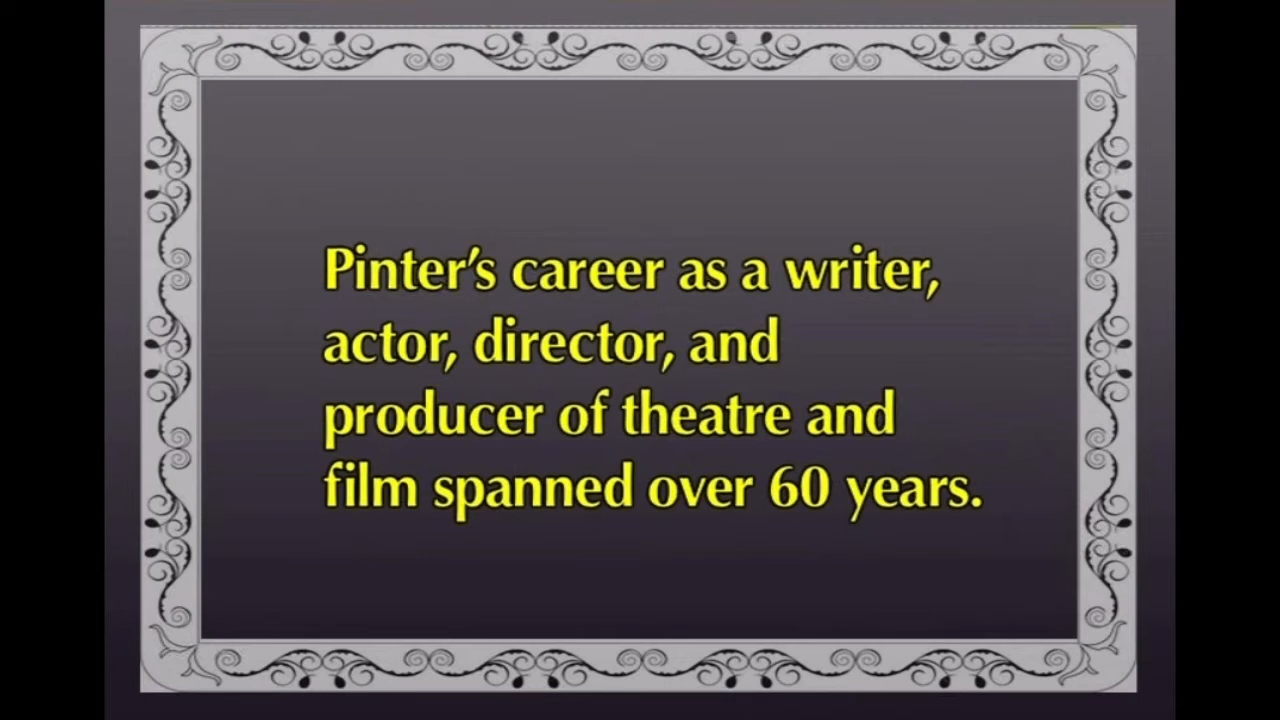 Pinter’s career as a writer,
actor, director, and
producer of theatre and
film spanned over 60 years.